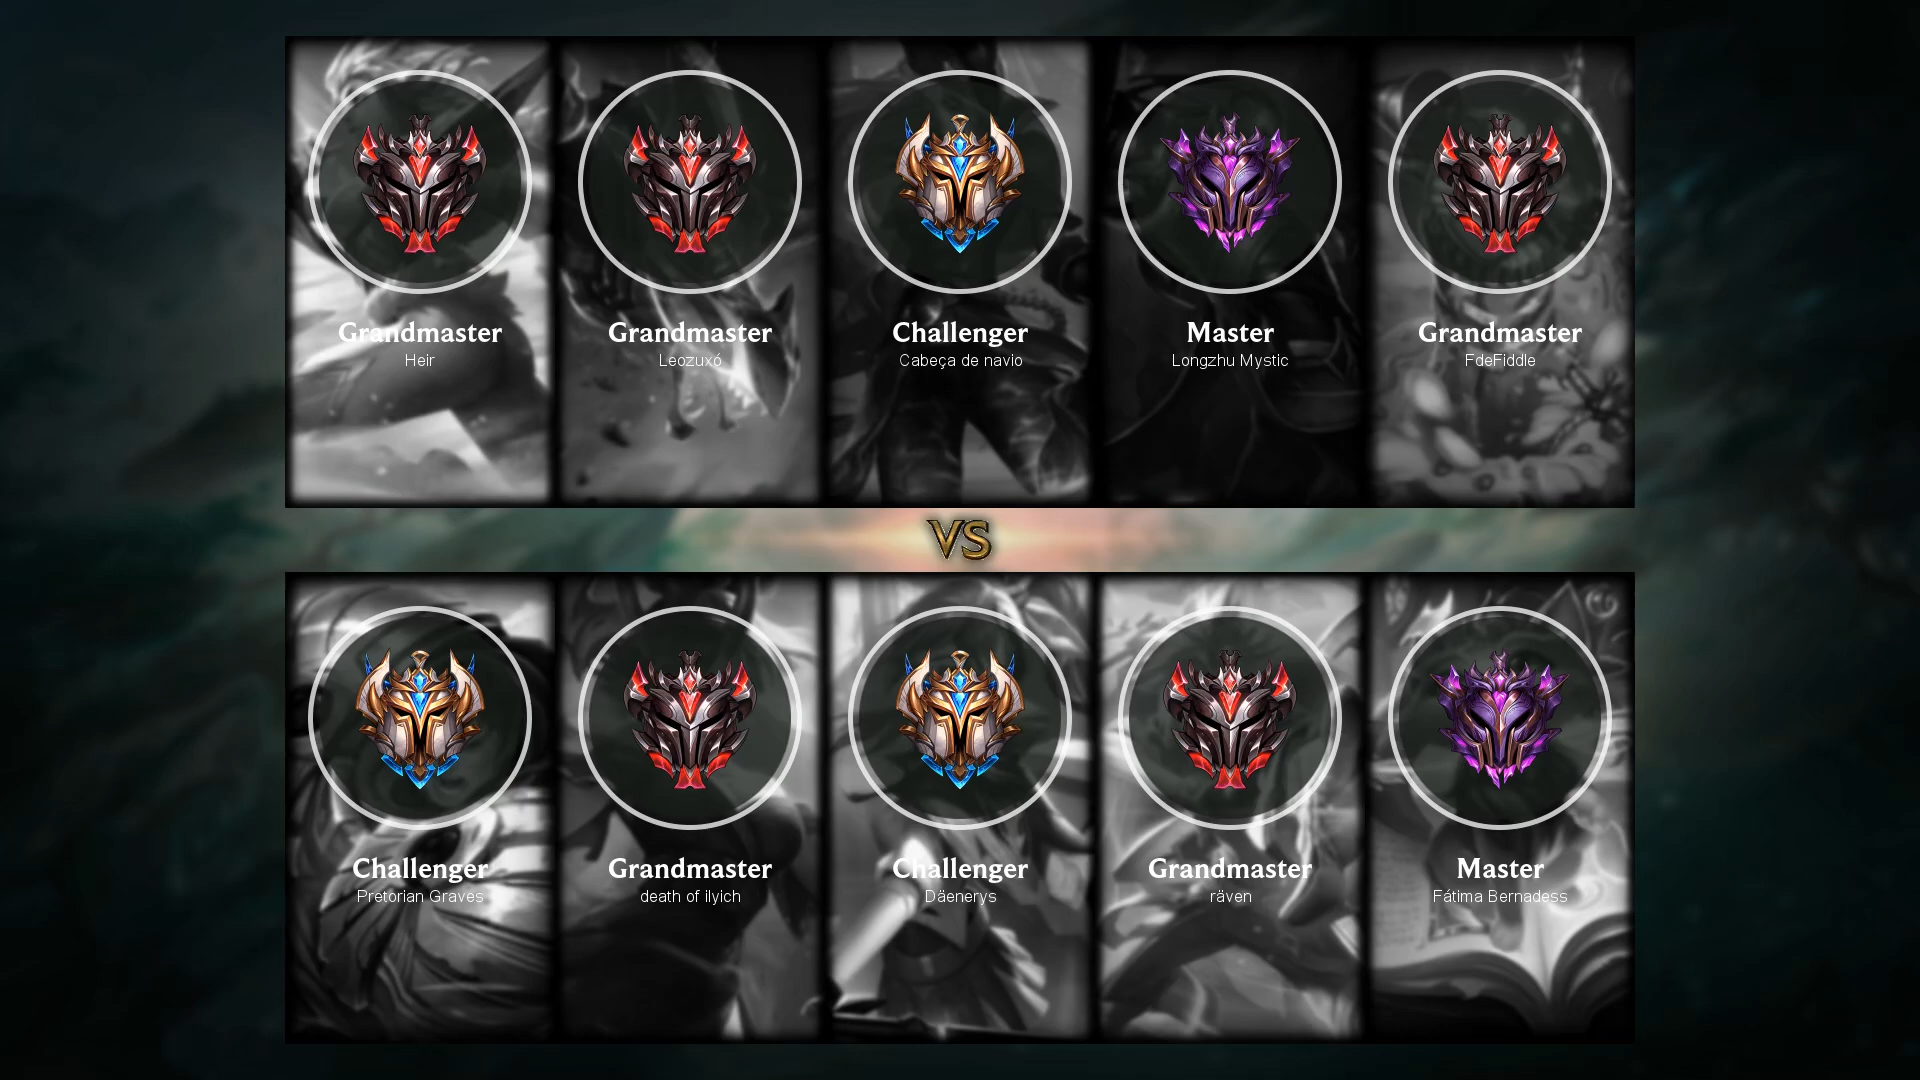 Grandmaster
Heir
Grandmaster
Leozuxó
Challenger
Cabeça de navio
Master
Longzhu Mystic
Grandmaster
FdeFiddle
VS
Challenger
Pretorian Graves
Grandmaster
death of ilyich
Challenger
Däenerys
Grandmaster
räven
Master
Fátima Bernadess